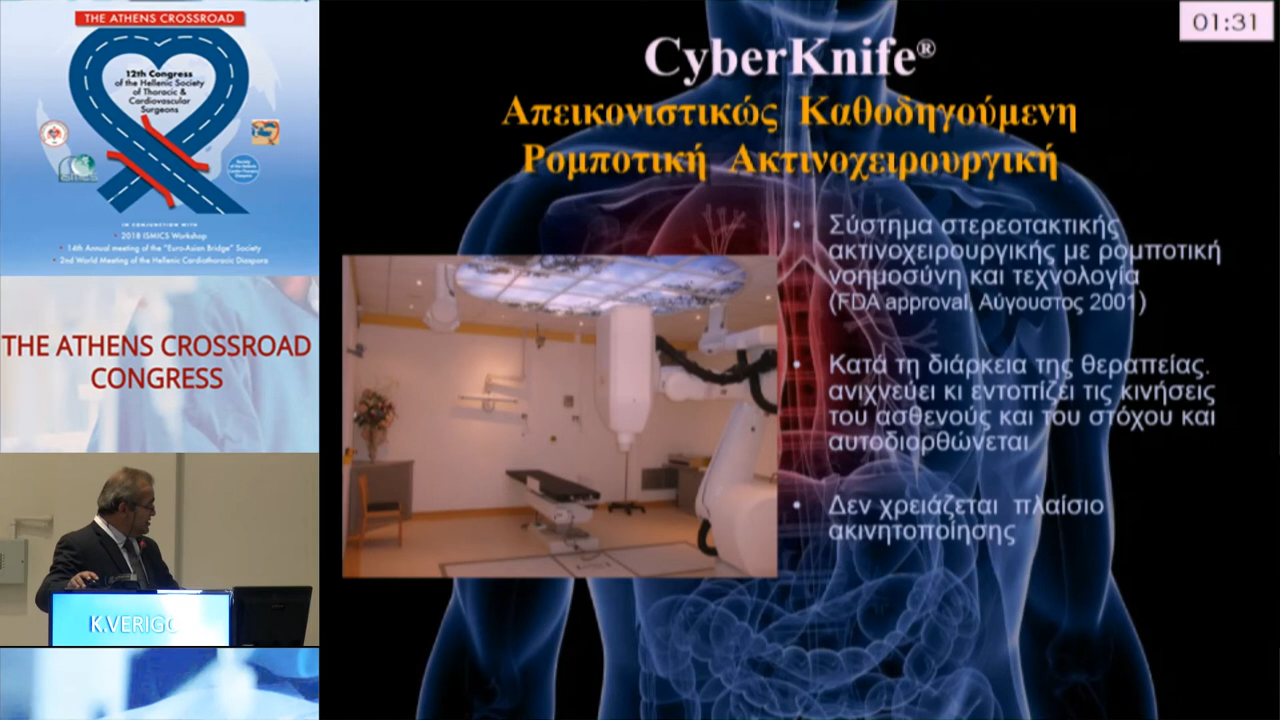 THE ATHENS CROSSROAD
12th Congress
of the Hellenic Society
of Thoracic &
Cardiovascular
Surgeons
IN CONJUNCTION WITH
• 2018 ISMICS Workshop
• 14th Annual meeting of the "Euro-Asian Bridge" Society
• 2nd World Meeting of the Hellenic Cardiothoracic Diaspora
THE ATHENS CROSSROAD
CONGRESS
K.VERIGO
01:31
CyberKnife®
Απεικονιστικώς Καθοδηγούμενη
Ρομποτική Ακτινοχειρουργική
• Σύστημα στερεοτακτικής
ακτινοχειρουργικής με ρομποτική
νοημοσύνη και τεχνολογία
(FDA approval, Αύγουστος 2001)
• Κατά τη διάρκεια της θεραπείας.
ανιχνεύει κι εντοπίζει τις κινήσεις
του ασθενούς και του στόχου και
αυτοδιορθώνεται
• Δεν χρειάζεται πλαίσιο
ακινητοποίησης